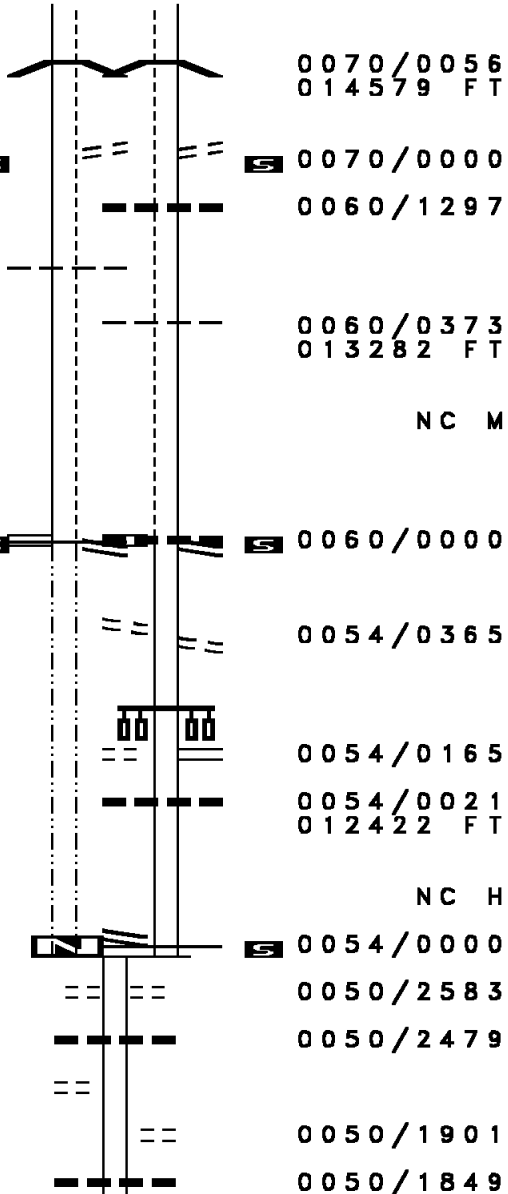 0070/0056
014579 FT
S 0070/0000
0060/1297
0060/0373
013282 FT
NC M
S 0060/0000
0054/0365
0054/0165
0054/0021
012422 FT
NC H
S 0054/0000
0050/2583
0050/2479
0050/1901
0050/1849